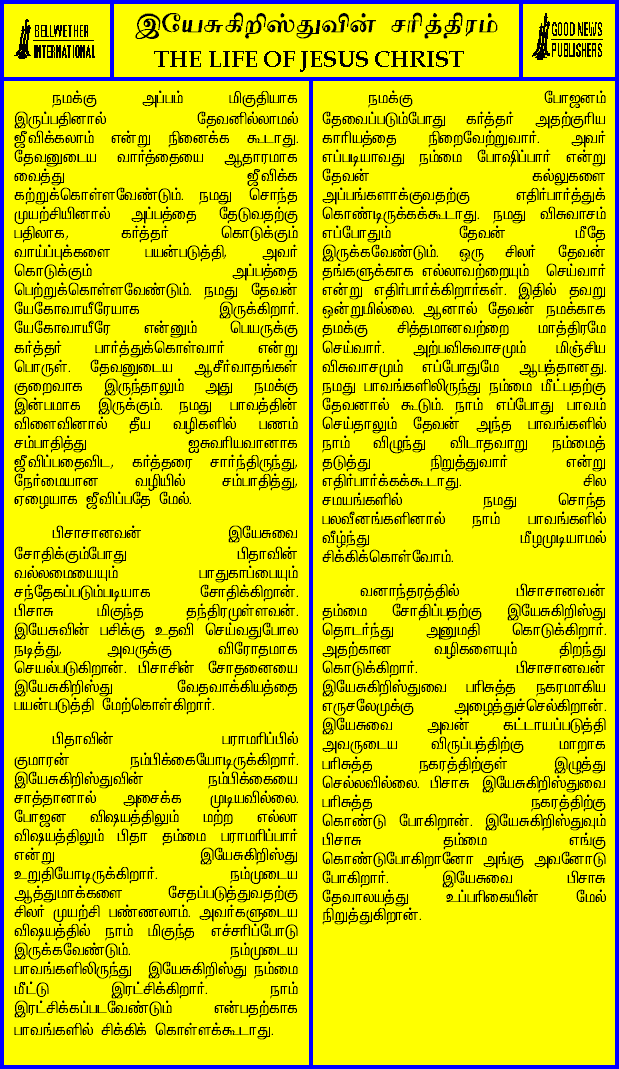 BELLWETHER
INTERNATIONAL
இயேசுகிறிஸ்துவின் சரித்திரம்
THE LIFE OF JESUS CHRIST
GOOD NEWS
PUBLISHERS
நமக்கு அப்பம் மிகுதியாக
இருப்பதினால் தேவனில்லாமல்
ஜீவிக்கலாம் என்று நினைக்க கூடாது.
தேவனுடைய வார்த்தையை ஆதாரமாக
வைத்து ஜீவிக்க
கற்றுக்கொள்ளவேண்டும். நமது சொந்த
முயற்சியினால் அப்பத்தை தேடுவதற்கு
பதிலாக, கர்த்தர் கொடுக்கும்
வாய்ப்புக்களை பயன்படுத்தி, அவர்
கொடுக்கும் அப்பத்தை
பெற்றுக்கொள்ளவேண்டும். நமது தேவன்
யேகோவாயீரேயாக இருக்கிறார்.
யேகோவாயீரே என்னும் பெயருக்கு
கர்த்தர் பார்த்துக்கொள்வார் என்று
பொருள். தேவனுடைய ஆசீர்வாதங்கள்
குறைவாக இருந்தாலும் அது நமக்கு
இன்பமாக இருக்கும். நமது பாவத்தின்
விளைவினால் தீய வழிகளில் பணம்
சம்பாதித்து ஐசுவரியவானாக
ஜீவிப்பதைவிட, கர்த்தரை சார்ந்திருந்து,
நேர்மையான வழியில் சம்பாதித்து,
ஏழையாக ஜீவிப்பதே மேல்.
பிசாசானவன் இயேசுவை
சோதிக்கும்போது பிதாவின்
வல்லமையையும் பாதுகாப்பையும்
சந்தேகப்படும்படியாக சோதிக்கிறான்.
பிசாசு மிகுந்த தந்திரமுள்ளவன்.
இயேசுவின் பசிக்கு உதவி செய்வதுபோல
நடித்து, அவருக்கு விரோதமாக
செயல்படுகிறான். பிசாசின் சோதனையை
இயேசுகிறிஸ்து வேதவாக்கியத்தை
பயன்படுத்தி மேற்கொள்கிறார்.
பிதாவின் பராமரிப்பில்
குமாரன் நம்பிக்கையோடிருக்கிறார்.
இயேசுகிறிஸ்துவின் நம்பிக்கையை
சாத்தானால் அசைக்க முடியவில்லை.
போஜன விஷயத்திலும் மற்ற எல்லா
விஷயத்திலும் பிதா தம்மை பராமரிப்பார்
என்று இயேசுகிறிஸ்து
உறுதியோடிருக்கிறார். நம்முடைய
ஆத்துமாக்களை சேதப்படுத்துவதற்கு
சிலர் முயற்சி பண்ணலாம். அவர்களுடைய
விஷயத்தில் நாம் மிகுந்த எச்சரிப்போடு
இருக்கவேண்டும். நம்முடைய
பாவங்களிலிருந்து இயேசுகிறிஸ்து நம்மை
மீட்டு இரட்சிக்கிறார். நாம்
இரட்சிக்கப்படவேண்டும் என்பதற்காக
பாவங்களில் சிக்கிக் கொள்ளக்கூடாது.
நமக்கு போஜனம்
தேவைப்படும்போது கர்த்தர் அதற்குரிய
காரியத்தை நிறைவேற்றுவார். அவர்
எப்படியாவது நம்மை போஷிப்பார் என்று
தேவன் கல்லுகளை
அப்பங்களாக்குவதற்கு எதிர்பார்த்துக்
கொண்டிருக்கக்கூடாது. நமது விசுவாசம்
எப்போதும் தேவன் மீதே
இருக்கவேண்டும். ஒரு சிலர் தேவன்
தங்களுக்காக எல்லாவற்றையும் செய்வார்
என்று எதிர்பார்க்கிறார்கள். இதில் தவறு
ஒன்றுமில்லை. ஆனால் தேவன் நமக்காக
தமக்கு சித்தமானவற்றை மாத்திரமே
செய்வார். அற்பவிசுவாசமும் மிஞ்சிய
விசுவாசமும் எப்போதுமே ஆபத்தானது.
நமது பாவங்களிலிருந்து நம்மை மீட்பதற்கு
தேவனால் கூடும். நாம் எப்போது பாவம்
செய்தாலும் தேவன் அந்த பாவங்களில்
நாம் விழுந்து விடாதவாறு நம்மைத்
தடுத்து நிறுத்துவார் என்று
எதிர்பார்க்கக்கூடாது. சில
சமயங்களில் நமது சொந்த
பலவீனங்களினால் நாம் பாவங்களில்
வீழ்ந்து மீழமுடியாமல்
சிக்கிக்கொள்வோம்.
வனாந்தரத்தில் பிசாசானவன்
தம்மை சோதிப்பதற்கு இயேசுகிறிஸ்து
தொடர்ந்து அனுமதி கொடுக்கிறார்.
அதற்கான வழிகளையும் திறந்து
கொடுக்கிறார். பிசாசானவன்
இயேசுகிறிஸ்துவை பரிசுத்த நகரமாகிய
எருசலேமுக்கு அழைத்துச்செல்கிறான்.
இயேசுவை அவன் கட்டாயப்படுத்தி
அவருடைய விருப்பத்திற்கு மாறாக
பரிசுத்த நகரத்திற்குள் இழுத்து
செல்லவில்லை. பிசாசு இயேசுகிறிஸ்துவை
பரிசுத்த நகரத்திற்கு
கொண்டு போகிறான். இயேசுகிறிஸ்துவும்
பிசாசு தம்மை எங்கு
கொண்டுபோகிறானோ அங்கு அவனோடு
போகிறார். இயேசுவை பிசாசு
தேவாலயத்து உப்பரிகையின் மேல்
நிறுத்துகிறான்.